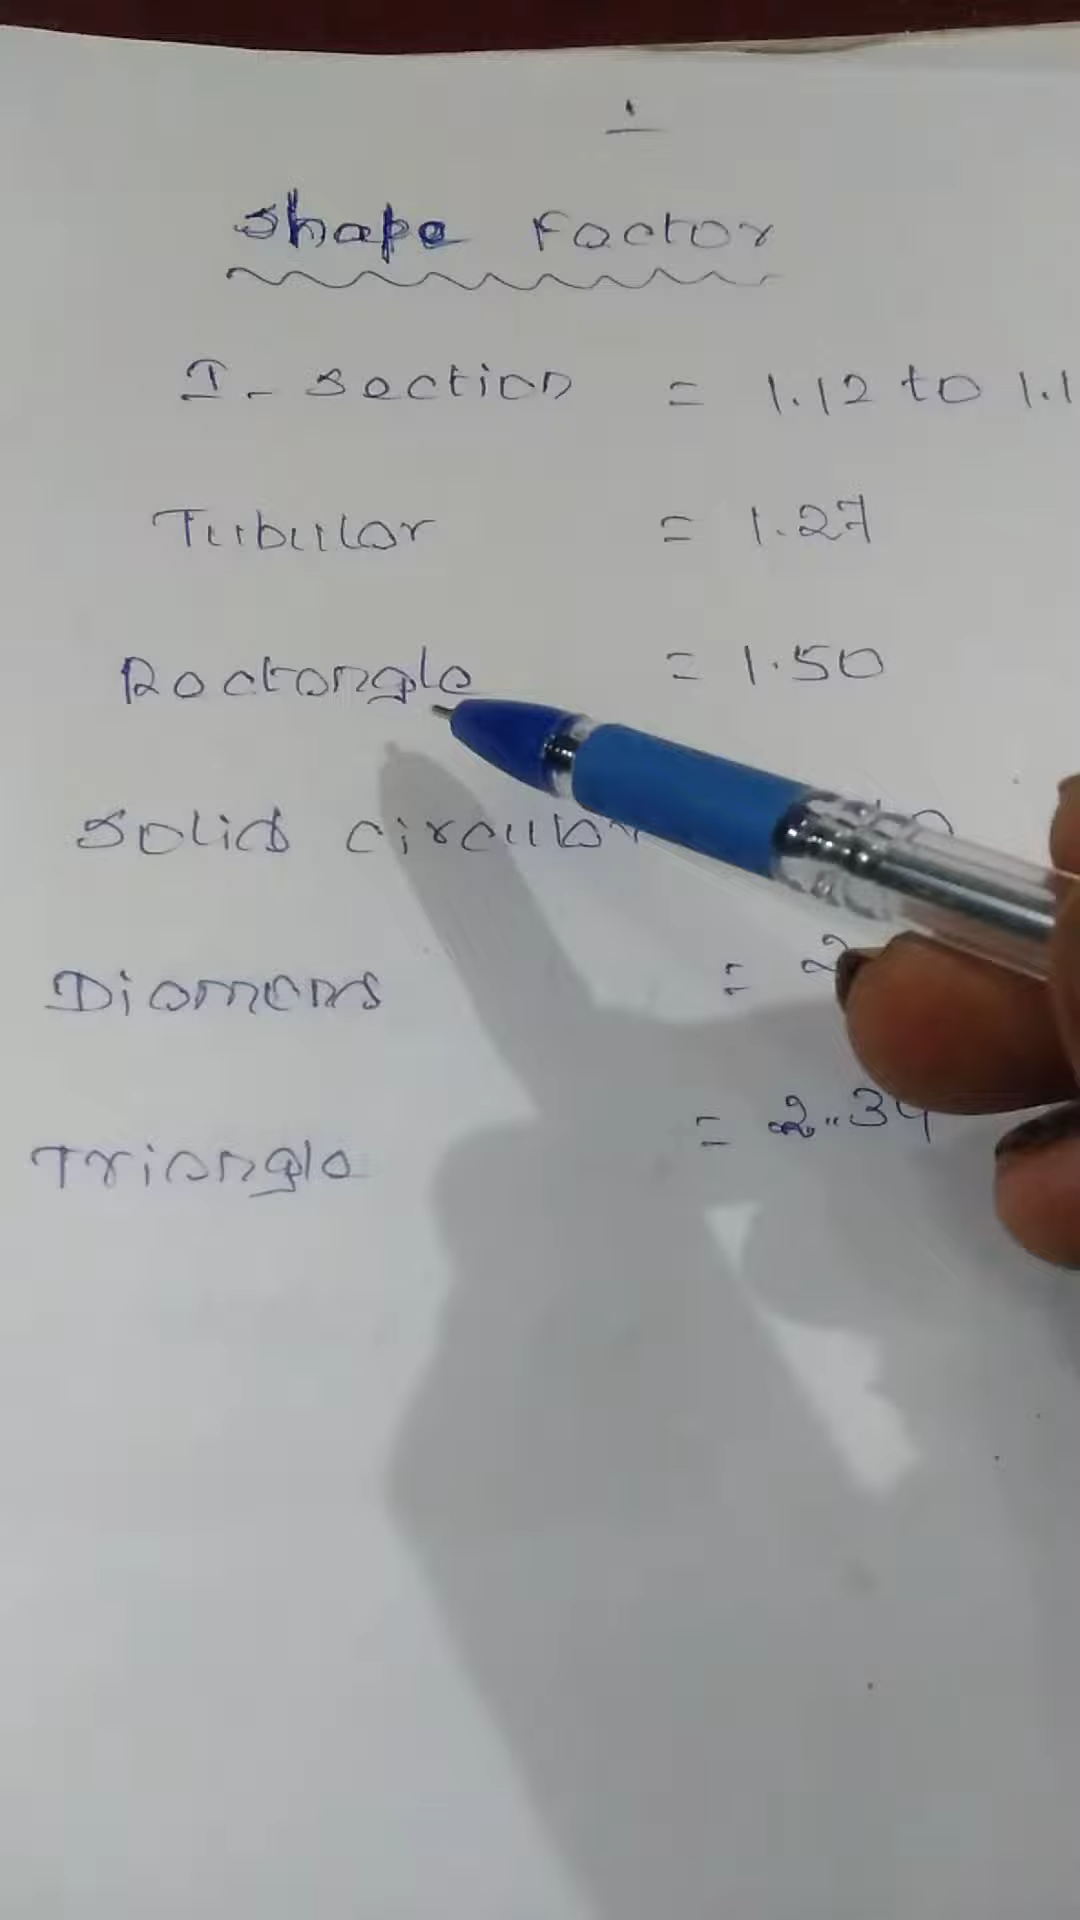 Shape Factor
I - Section = 1.12 to 1.1
Tubular = 1.27
Rectangle = 1.50
Solid circular
Diamond = 2
Triangle = 2.34